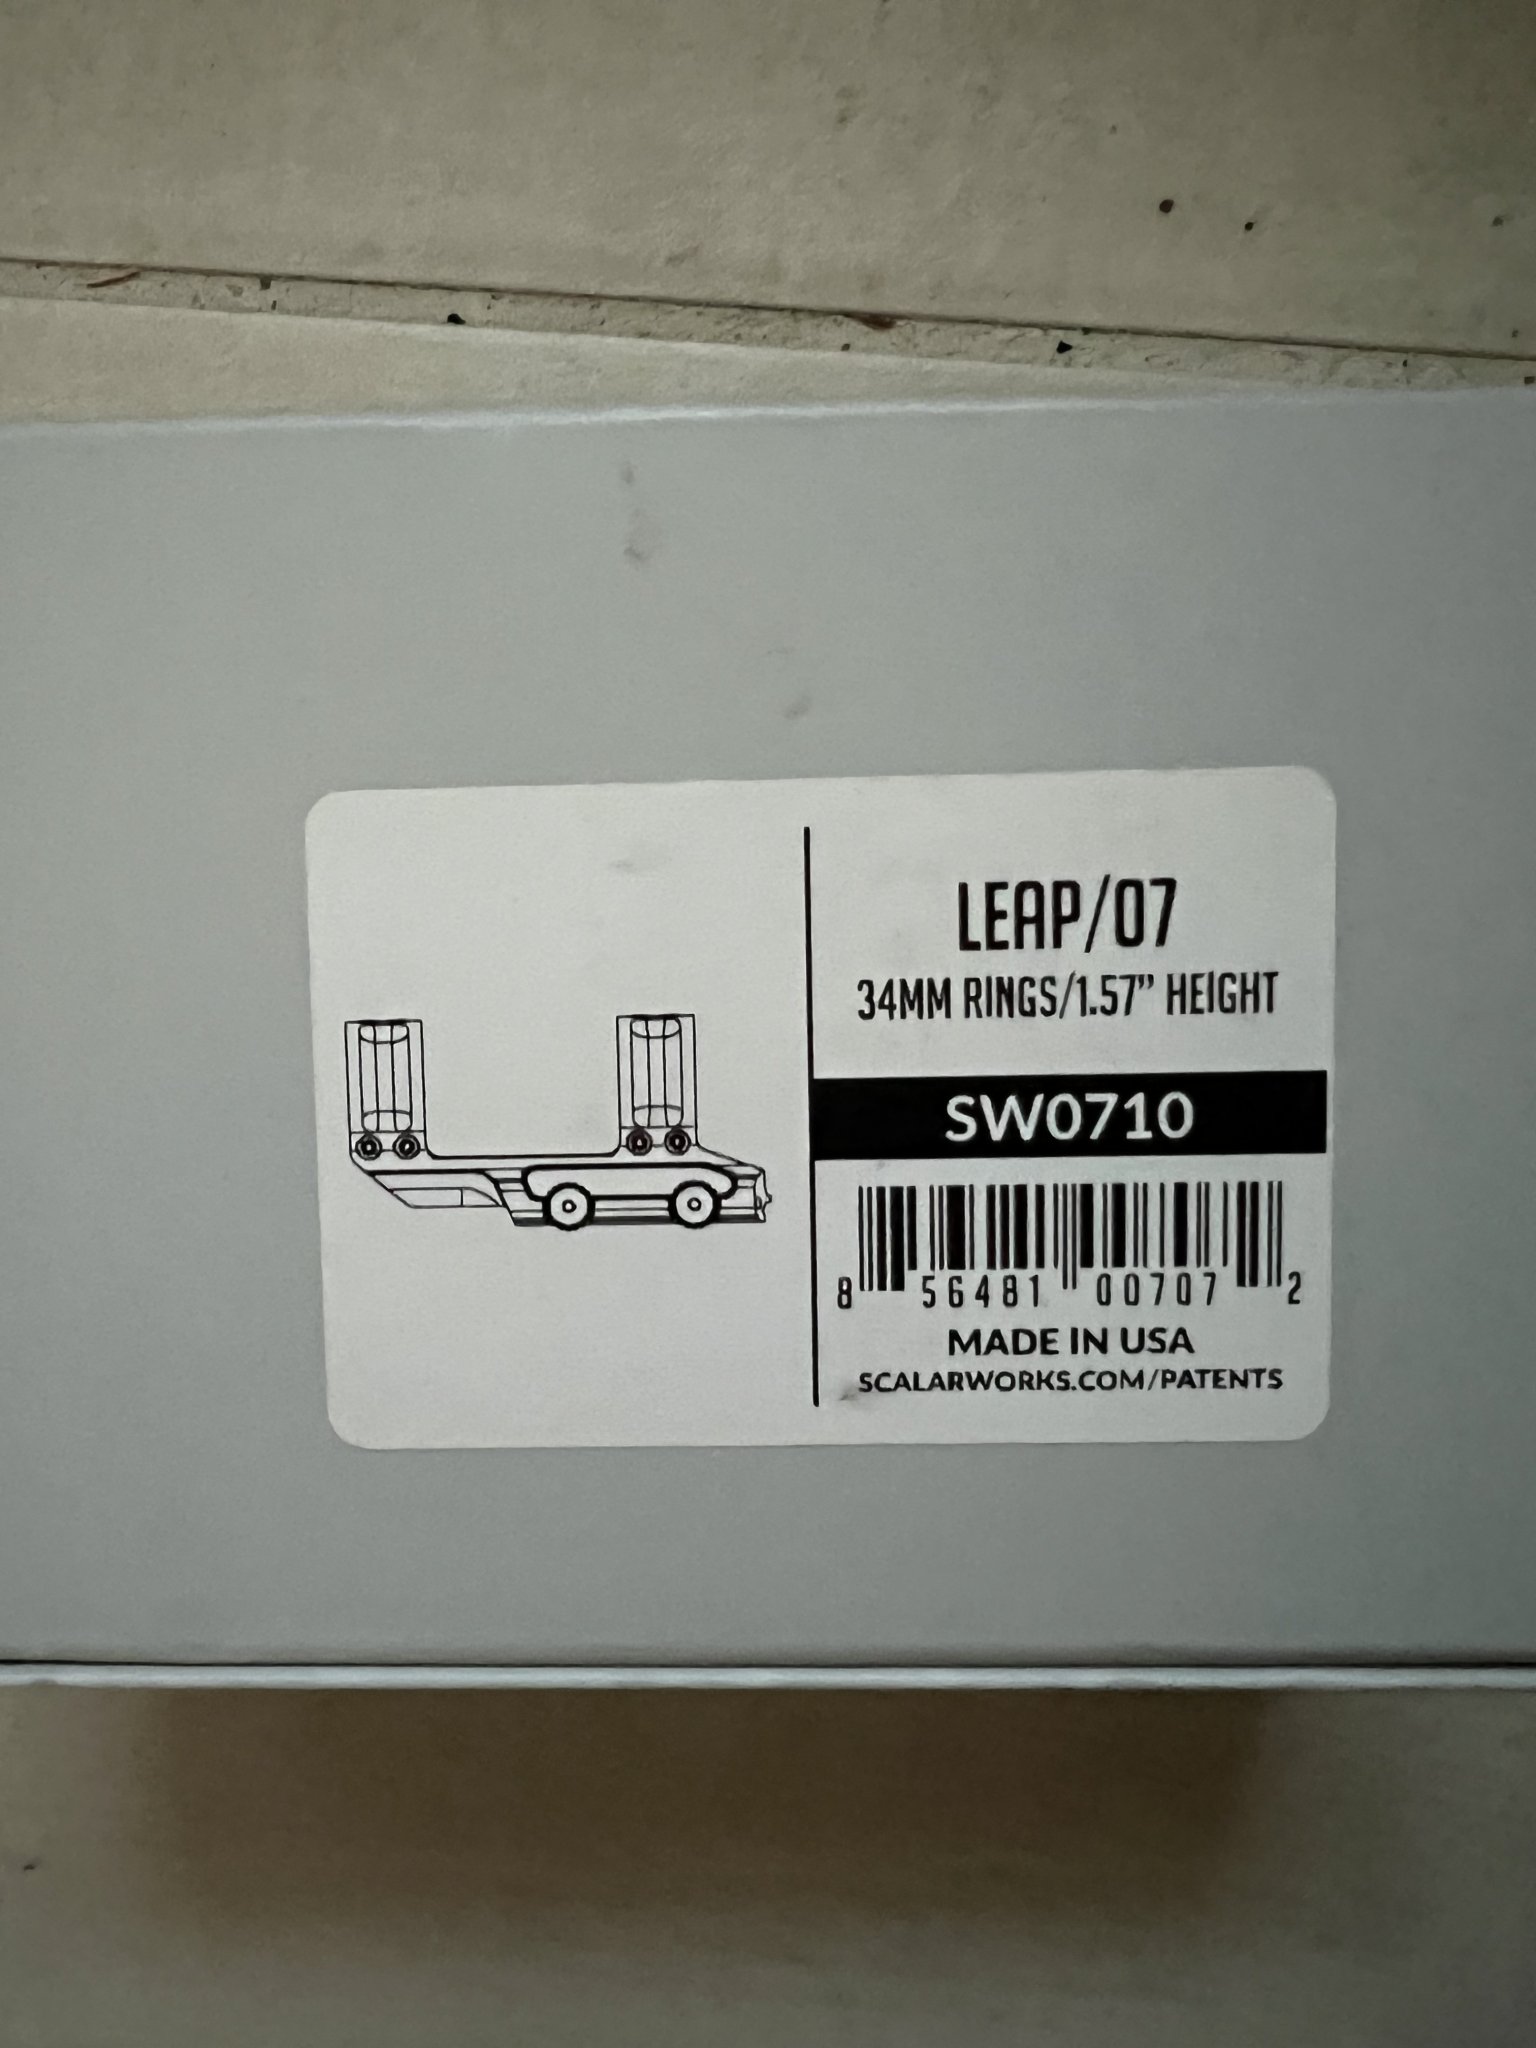 LEAP/07
34MM RINGS/1.57" HEIGHT
SW0710
8 56481 00707 2
MADE IN USA
SCALARWORKS.COM/PATENTS